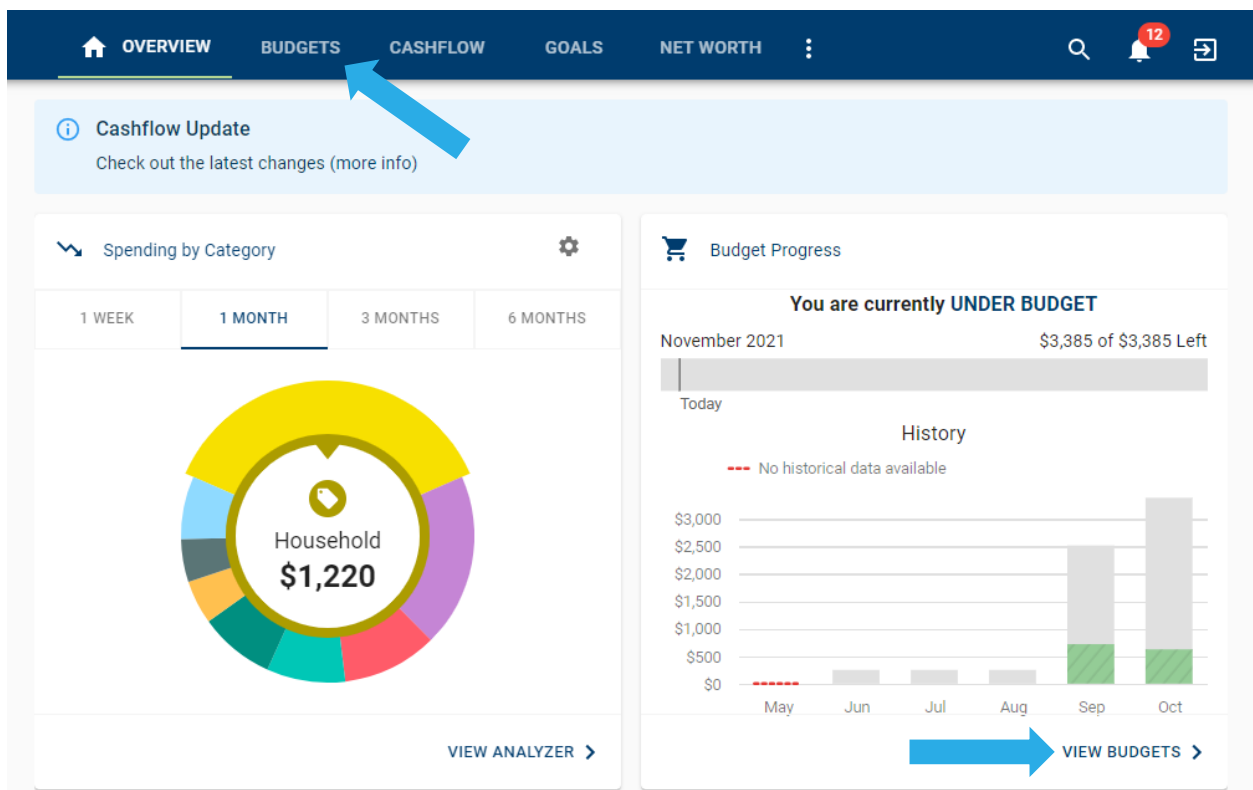 OVERVIEW BUDGETS CASHFLOW GOALS NET WORTH 12
Cashflow Update
Check out the latest changes (more info)
Spending by Category
1 WEEK 1 MONTH 3 MONTHS 6 MONTHS
Household
$1,220
VIEW ANALYZER
Budget Progress
You are currently UNDER BUDGET
November 2021 $3,385 of $3,385 Left
Today
History
No historical data available
$3,000
$2,500
$2,000
$1,500
$1,000
$500
$0
May Jun Jul Aug Sep Oct
VIEW BUDGETS